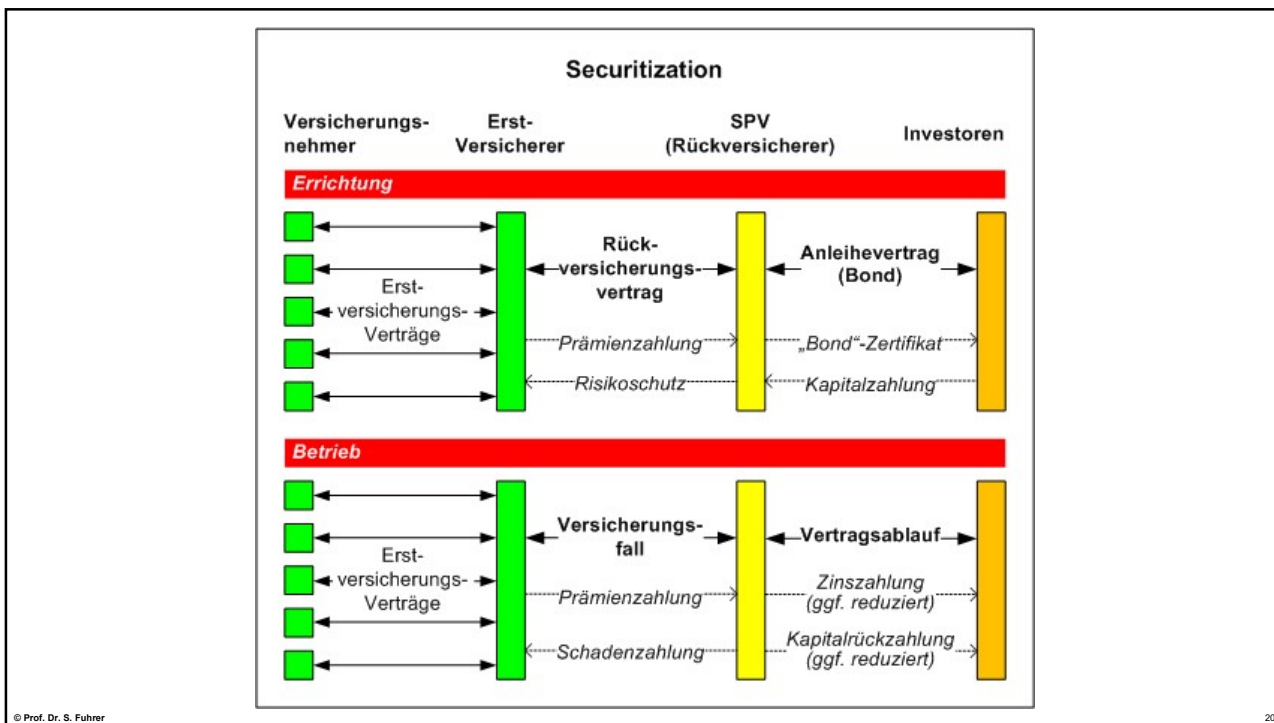 Securitization
Versicherungs-
nehmer
Erst-
Versicherer
SPV
(Rückversicherer)
Investoren
Errichtung
Erst-
versicherungs-
Verträge
Rück-
versicherungs-
vertrag
Anleihevertrag
(Bond)
Prämienzahlung
„Bond“-Zertifikat
Risikoschutz
Kapitalzahlung
Betrieb
Erst-
versicherungs-
Verträge
Versicherungs-
fall
Vertragsablauf
Prämienzahlung
Zinszahlung
(ggf. reduziert)
Schadenzahlung
Kapitalrückzahlung
(ggf. reduziert)
© Prof. Dr. S. Fuhrer
20